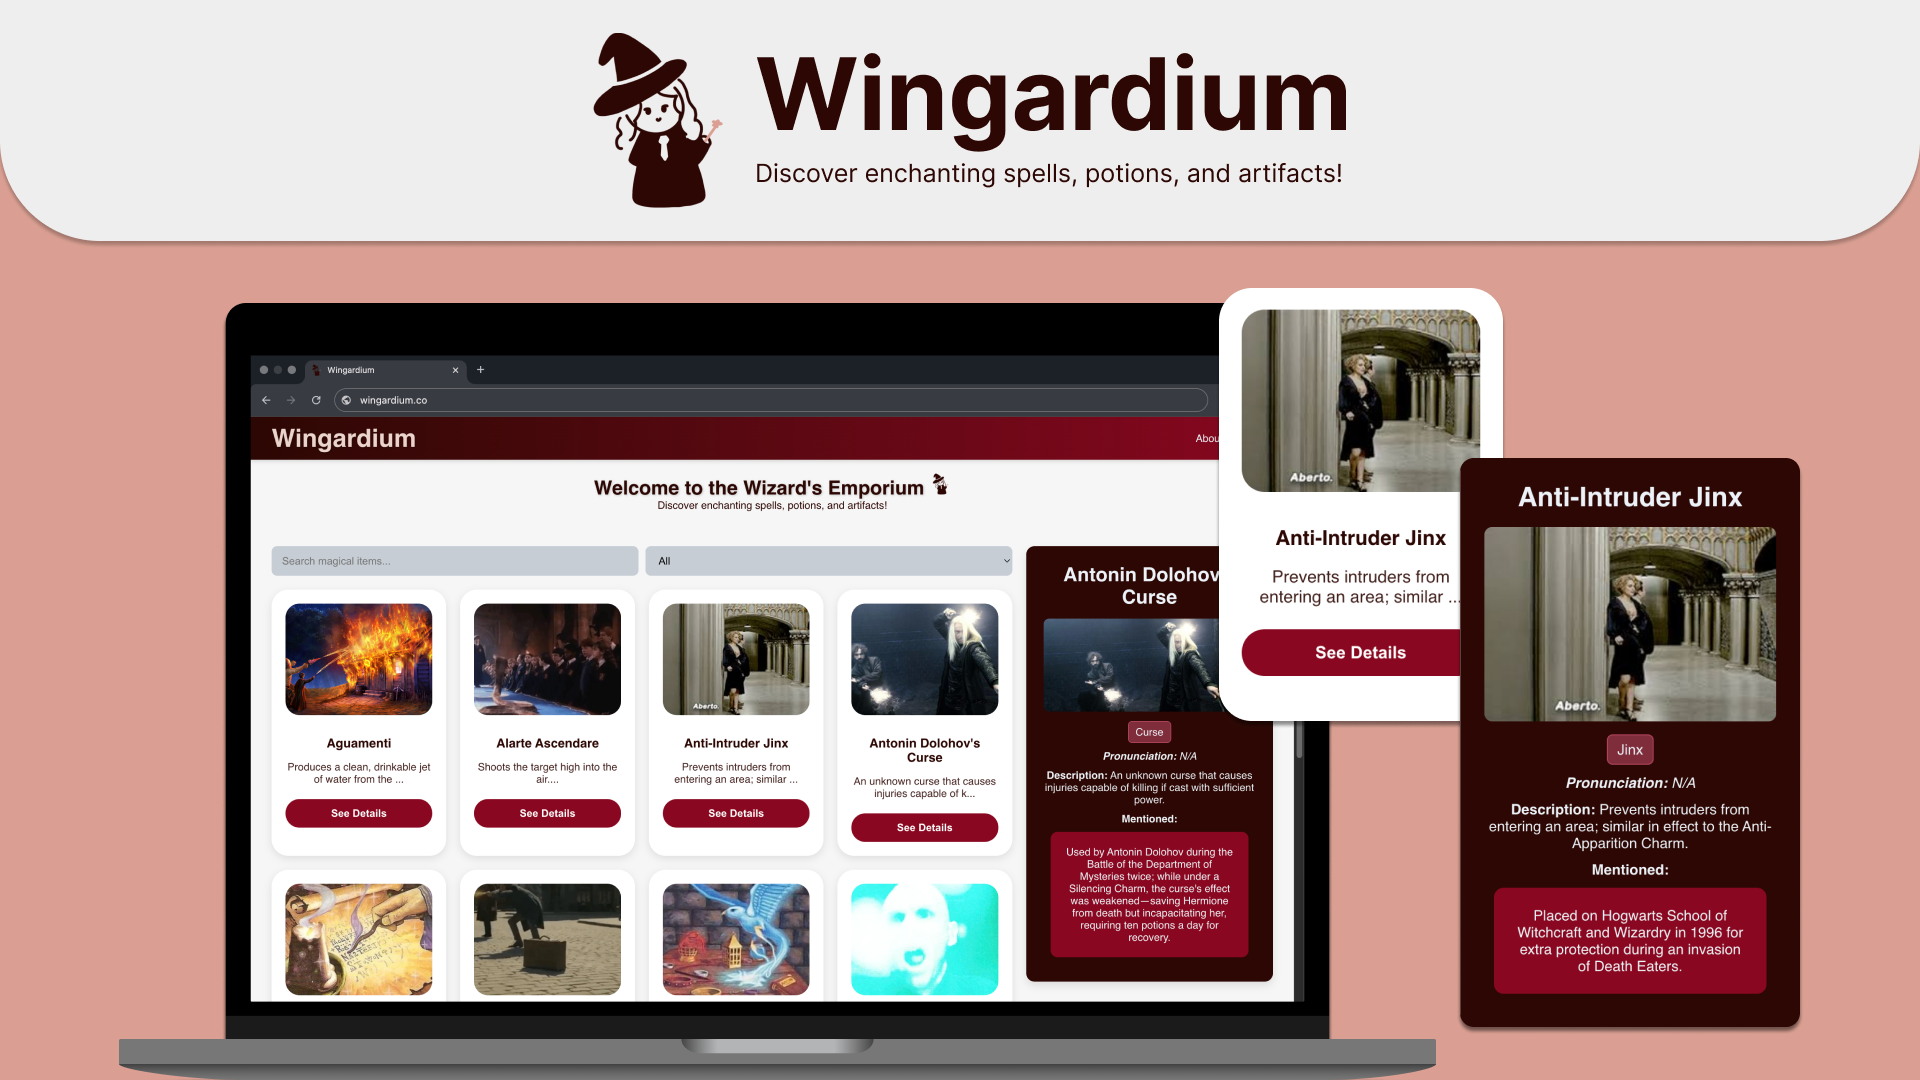 Wingardium
Discover enchanting spells, potions, and artifacts!
Wingardium
wingardium.co
Wingardium
Welcome to the Wizard's Emporium
Discover enchanting spells, potions, and artifacts!
Search magical items...
All
Aguamenti
Produces a clean, drinkable jet
of water from the ...
See Details
Alarte Ascendare
Shoots the target high into the
air....
See Details
Aberto.
Anti-Intruder Jinx
Prevents intruders from
entering an area; similar ...
See Details
Antonin Dolohov's
Curse
An unknown curse that causes
injuries capable of k...
See Details
Antonin Dolohov
Curse
Curse
Pronunciation: N/A
Description: An unknown curse that causes
injuries capable of killing if cast with sufficient
power.
Mentioned:
Used by Antonin Dolohov during the
Battle of the Department of
Mysteries twice; while under a
Silencing Charm, the curse's effect
was weakened—saving Hermione
from death but incapacitating her,
requiring ten potions a day for
recovery.
Aberto.
Anti-Intruder Jinx
Prevents intruders from
entering an area; similar ...
See Details
Anti-Intruder Jinx
Aberto.
Jinx
Pronunciation: N/A
Description: Prevents intruders from
entering an area; similar in effect to the Anti-
Apparition Charm.
Mentioned:
Placed on Hogwarts School of
Witchcraft and Wizardry in 1996 for
extra protection during an invasion
of Death Eaters.